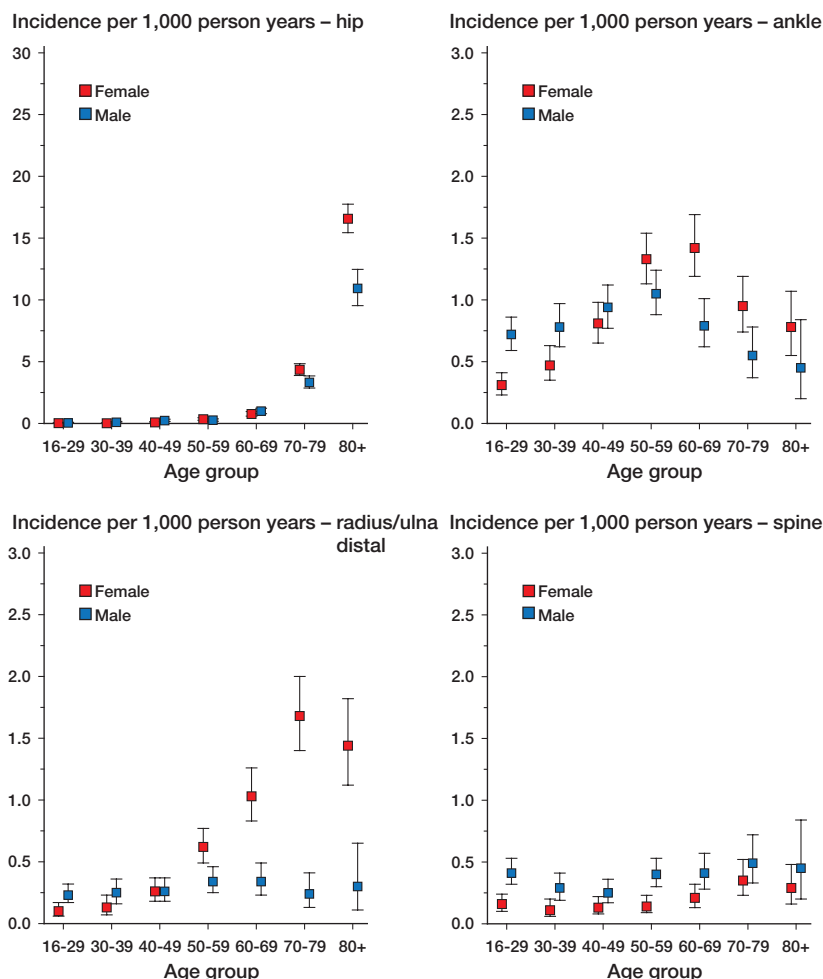 Incidence per 1,000 person years – hip
30
25
20
15
10
5
0
Female
Male
16-29 30-39 40-49 50-59 60-69 70-79 80+
Age group
Incidence per 1,000 person years – ankle
3.0
2.5
2.0
1.5
1.0
0.5
0.0
Female
Male
16-29 30-39 40-49 50-59 60-69 70-79 80+
Age group
Incidence per 1,000 person years – radius/ulna
distal
3.0
2.5
2.0
1.5
1.0
0.5
0.0
Female
Male
16-29 30-39 40-49 50-59 60-69 70-79 80+
Age group
Incidence per 1,000 person years – spine
3.0
2.5
2.0
1.5
1.0
0.5
0.0
Female
Male
16-29 30-39 40-49 50-59 60-69 70-79 80+
Age group